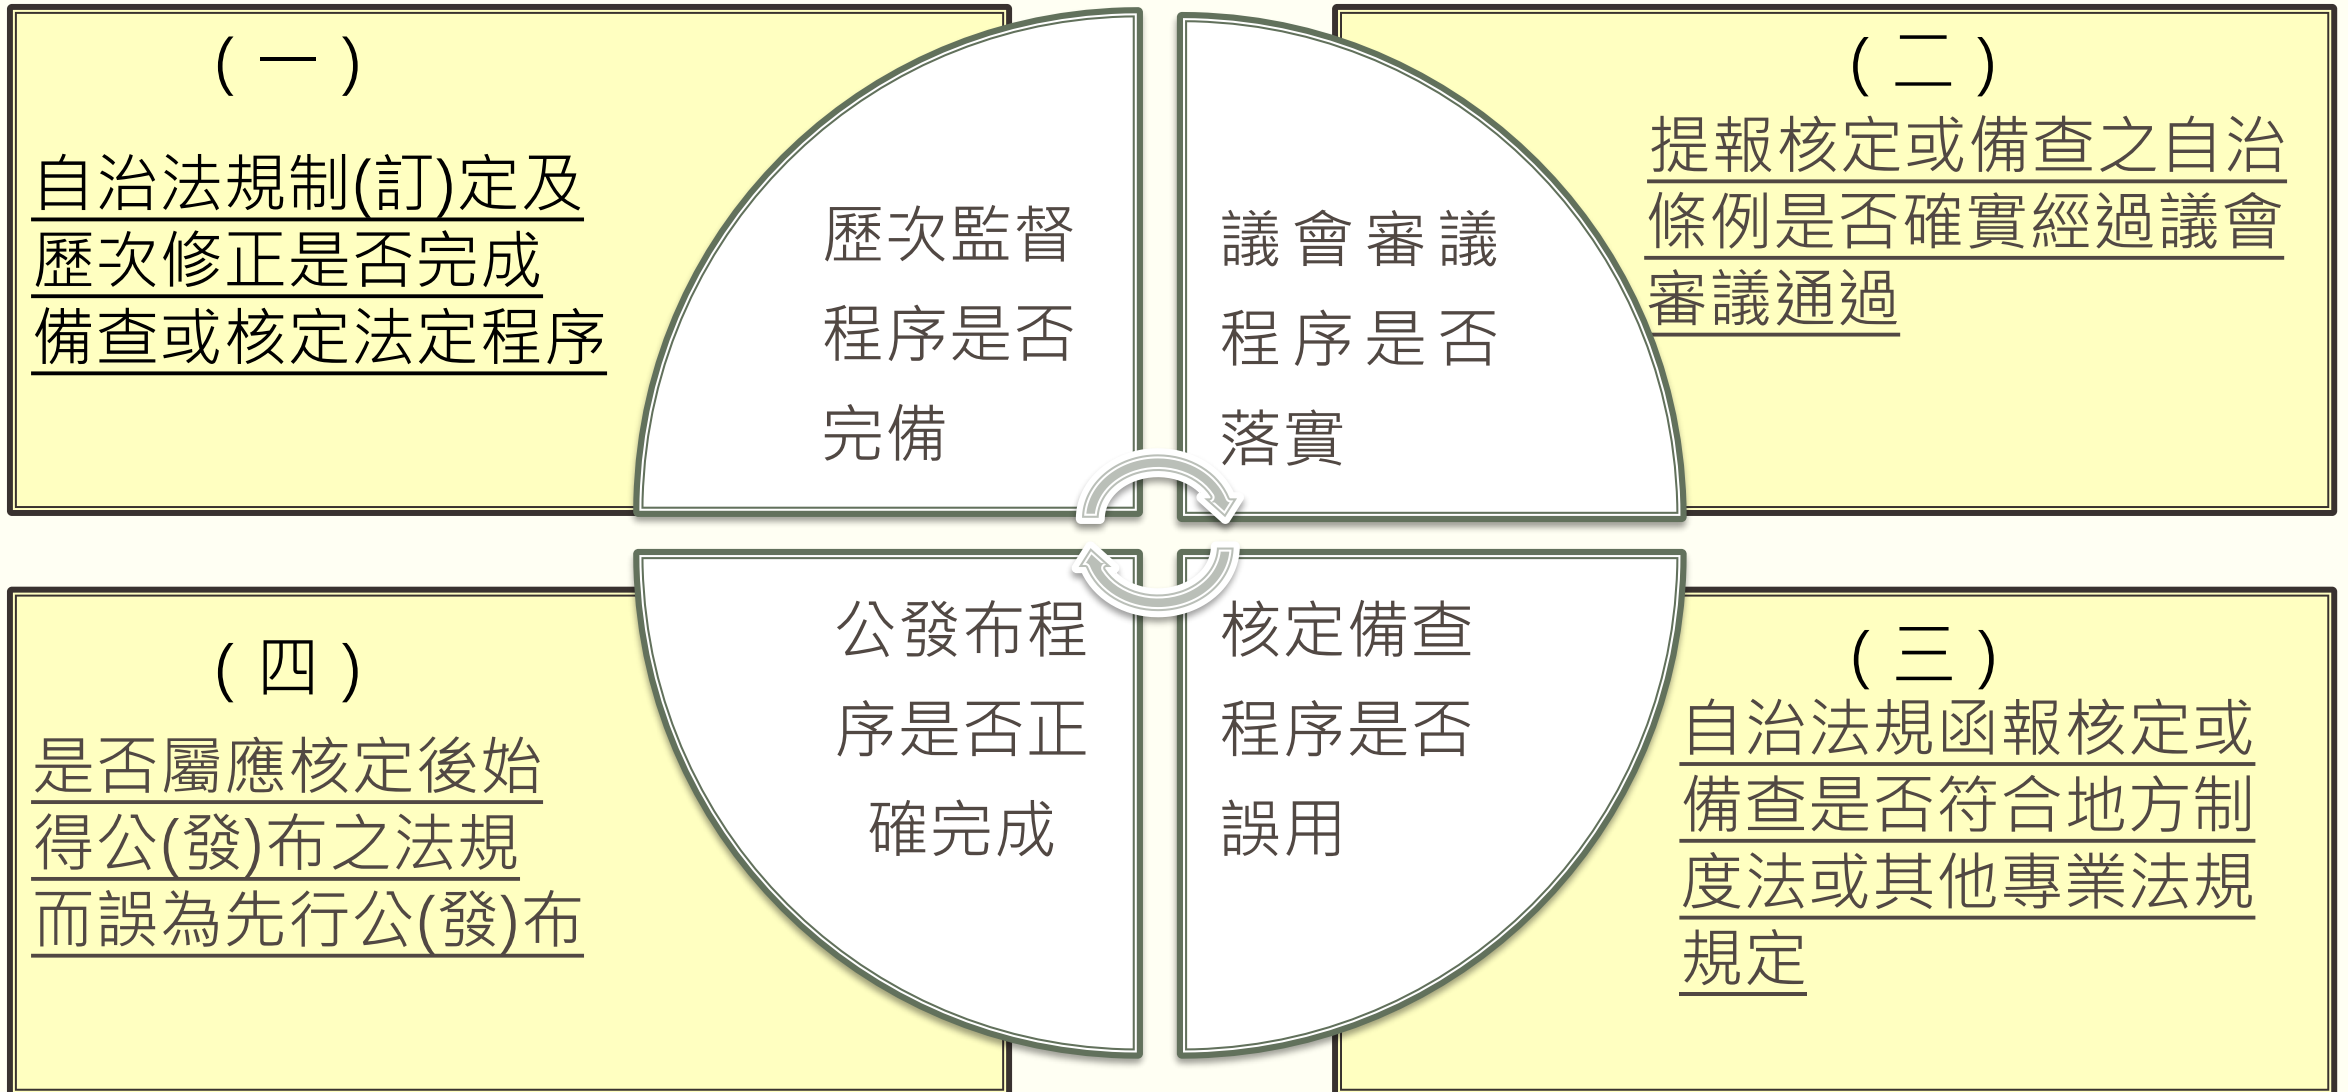 (一)
自治法規制(訂)定及
歷次修正是否完成
備查或核定法定程序
歷次監督
程序是否
完備
議會審議
程序是否
落實
(二)
提報核定或備查之自治
條例是否確實經過議會
審議通過
(四)
是否屬應核定後始
得公(發)布之法規
而誤為先行公(發)布
公發布程
序是否正
確完成
核定備查
程序是否
誤用
(三)
自治法規函報核定或
備查是否符合地方制
度法或其他專業法規
規定